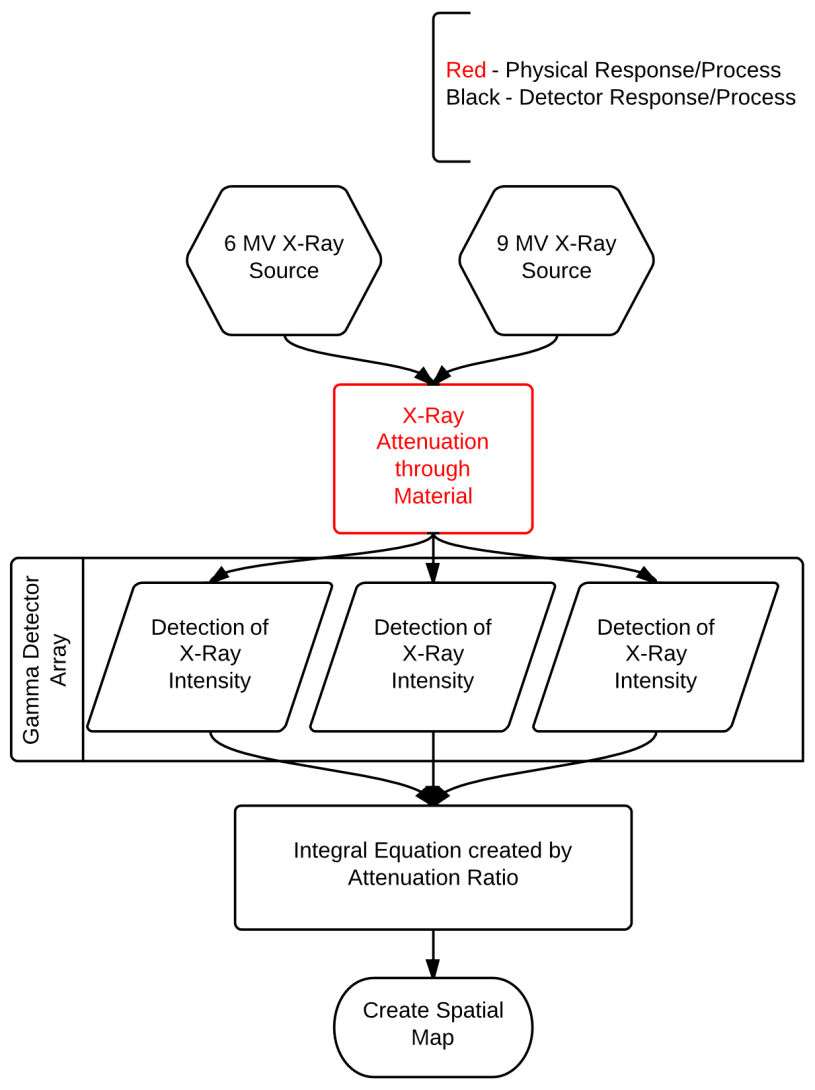 Red - Physical Response/Process
Black - Detector Response/Process
6 MV X-Ray
Source
9 MV X-Ray
Source
X-Ray
Attenuation
through
Material
Gamma Detector
Array
Detection of
X-Ray
Intensity
Detection of
X-Ray
Intensity
Detection of
X-Ray
Intensity
Integral Equation created by
Attenuation Ratio
Create Spatial
Map